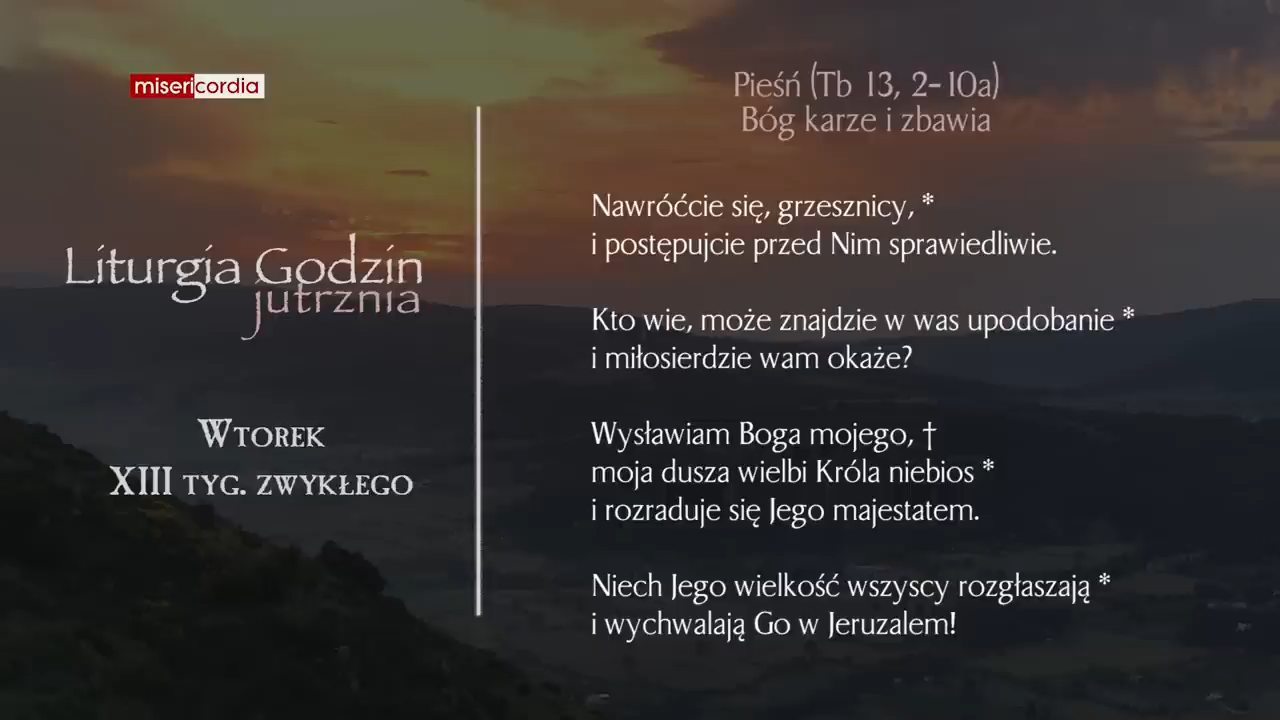 misericordia
Liturgia Godzin
jutrznia
Wtorek
XIII tyg. zwykłego
Pieśń (Tb 13, 2-10a)
Bóg karze i zbawia
Nawróćcie się, grzesznicy, *
i postępujcie przed Nim sprawiedliwie.
Kto wie, może znajdzie w was upodobanie *
i miłosierdzie wam okaże?
Wysławiam Boga mojego, †
moja dusza wielbi Króla niebios *
i rozraduje się Jego majestatem.
Niech Jego wielkość wszyscy rozgłaszają *
i wychwalają Go w Jeruzalem!